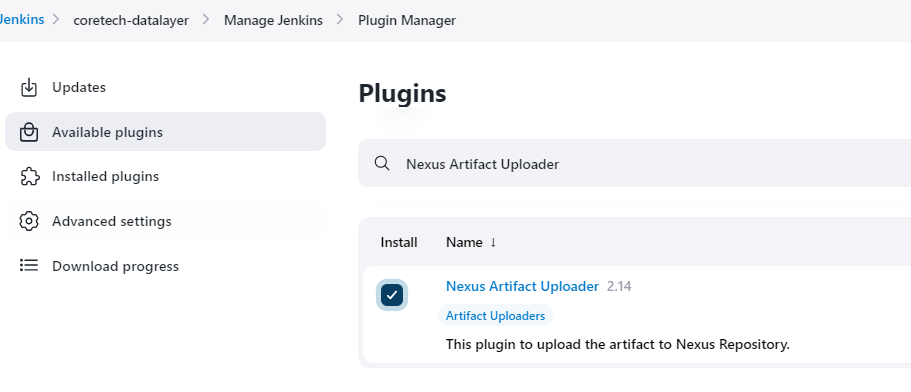 Jenkins > coretech-datalayer > Manage Jenkins > Plugin Manager
Updates
Available plugins
Installed plugins
Advanced settings
Download progress
Plugins
Nexus Artifact Uploader
Install Name ↓
Nexus Artifact Uploader 2.14
Artifact Uploaders
This plugin to upload the artifact to Nexus Repository.